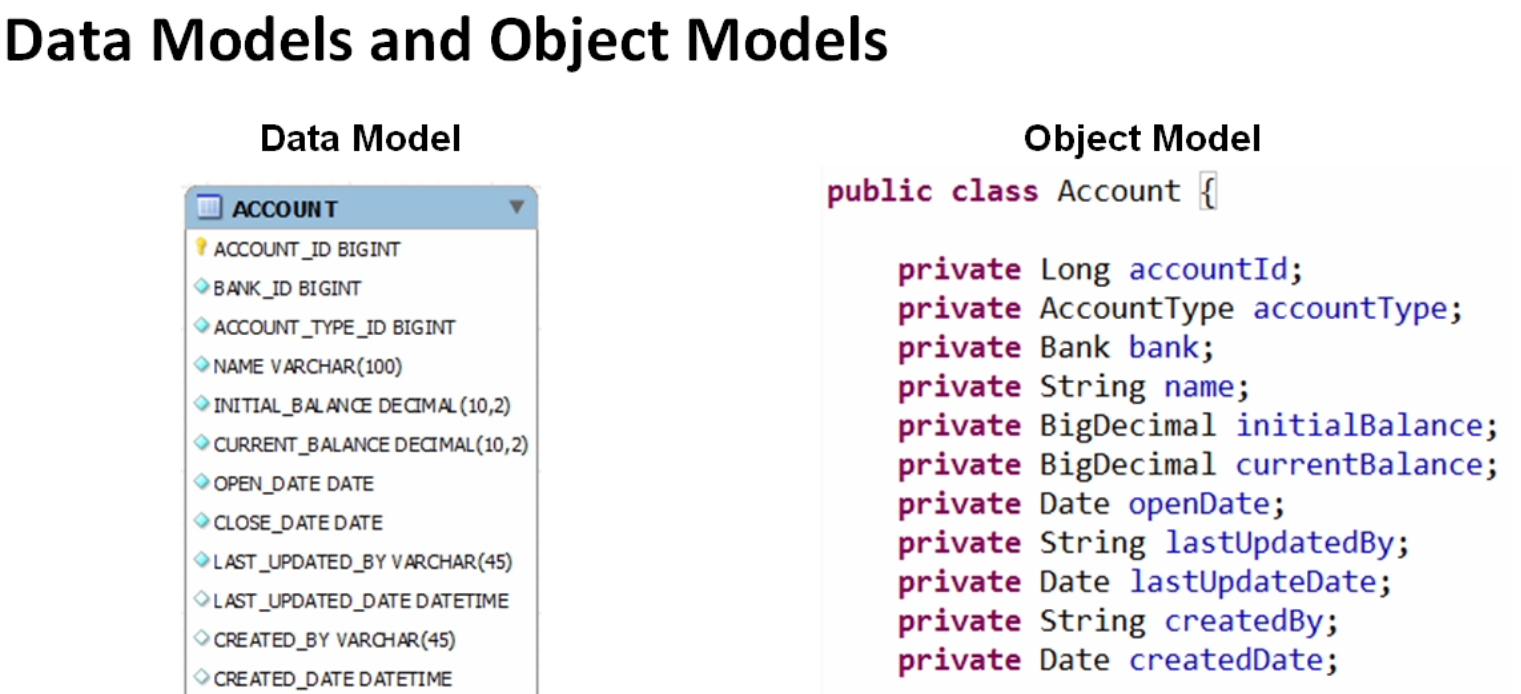 Data Models and Object Models
Data Model
ACCOUNT
ACCOUNT_ID BIGINT
BANK_ID BIGINT
ACCOUNT_TYPE_ID BIGINT
NAME VARCHAR(100)
INITIAL_BALANCE DECIMAL(10,2)
CURRENT_BALANCE DECIMAL(10,2)
OPEN_DATE DATE
CLOSE_DATE DATE
LAST_UPDATED_BY VARCHAR(45)
LAST_UPDATED_DATE DATETIME
CREATED_BY VARCHAR(45)
CREATED_DATE DATETIME
Object Model
public class Account {
private Long accountId;
private AccountType accountType;
private Bank bank;
private String name;
private BigDecimal initialBalance;
private BigDecimal currentBalance;
private Date openDate;
private String lastUpdatedBy;
private Date lastUpdateDate;
private String createdBy;
private Date createdDate;